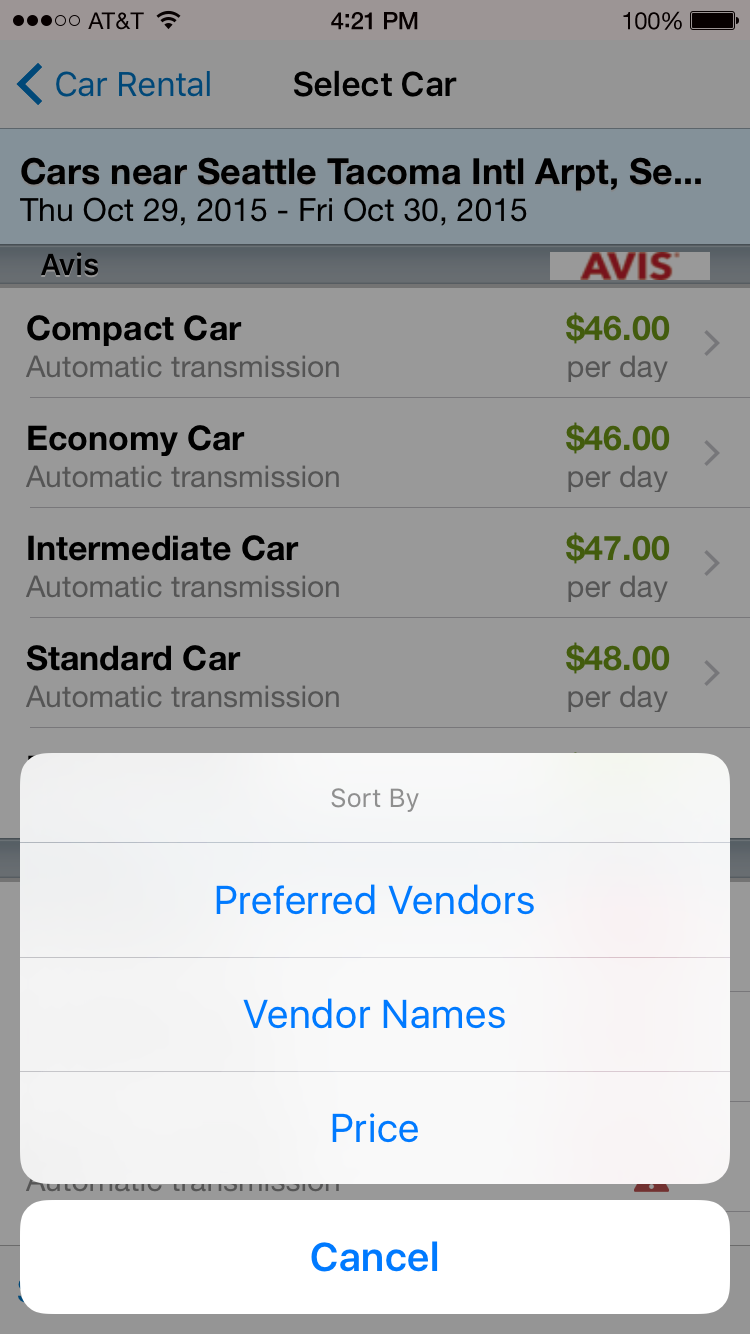 AT&T 4:21 PM 100%
Car Rental Select Car
Cars near Seattle Tacoma Intl Arpt, Se...
Thu Oct 29, 2015 - Fri Oct 30, 2015
Avis AVIS
Compact Car $46.00
Automatic transmission per day
Economy Car $46.00
Automatic transmission per day
Intermediate Car $47.00
Automatic transmission per day
Standard Car $48.00
Automatic transmission per day
Sort By
Preferred Vendors
Vendor Names
Price
Automatic transmission
Cancel